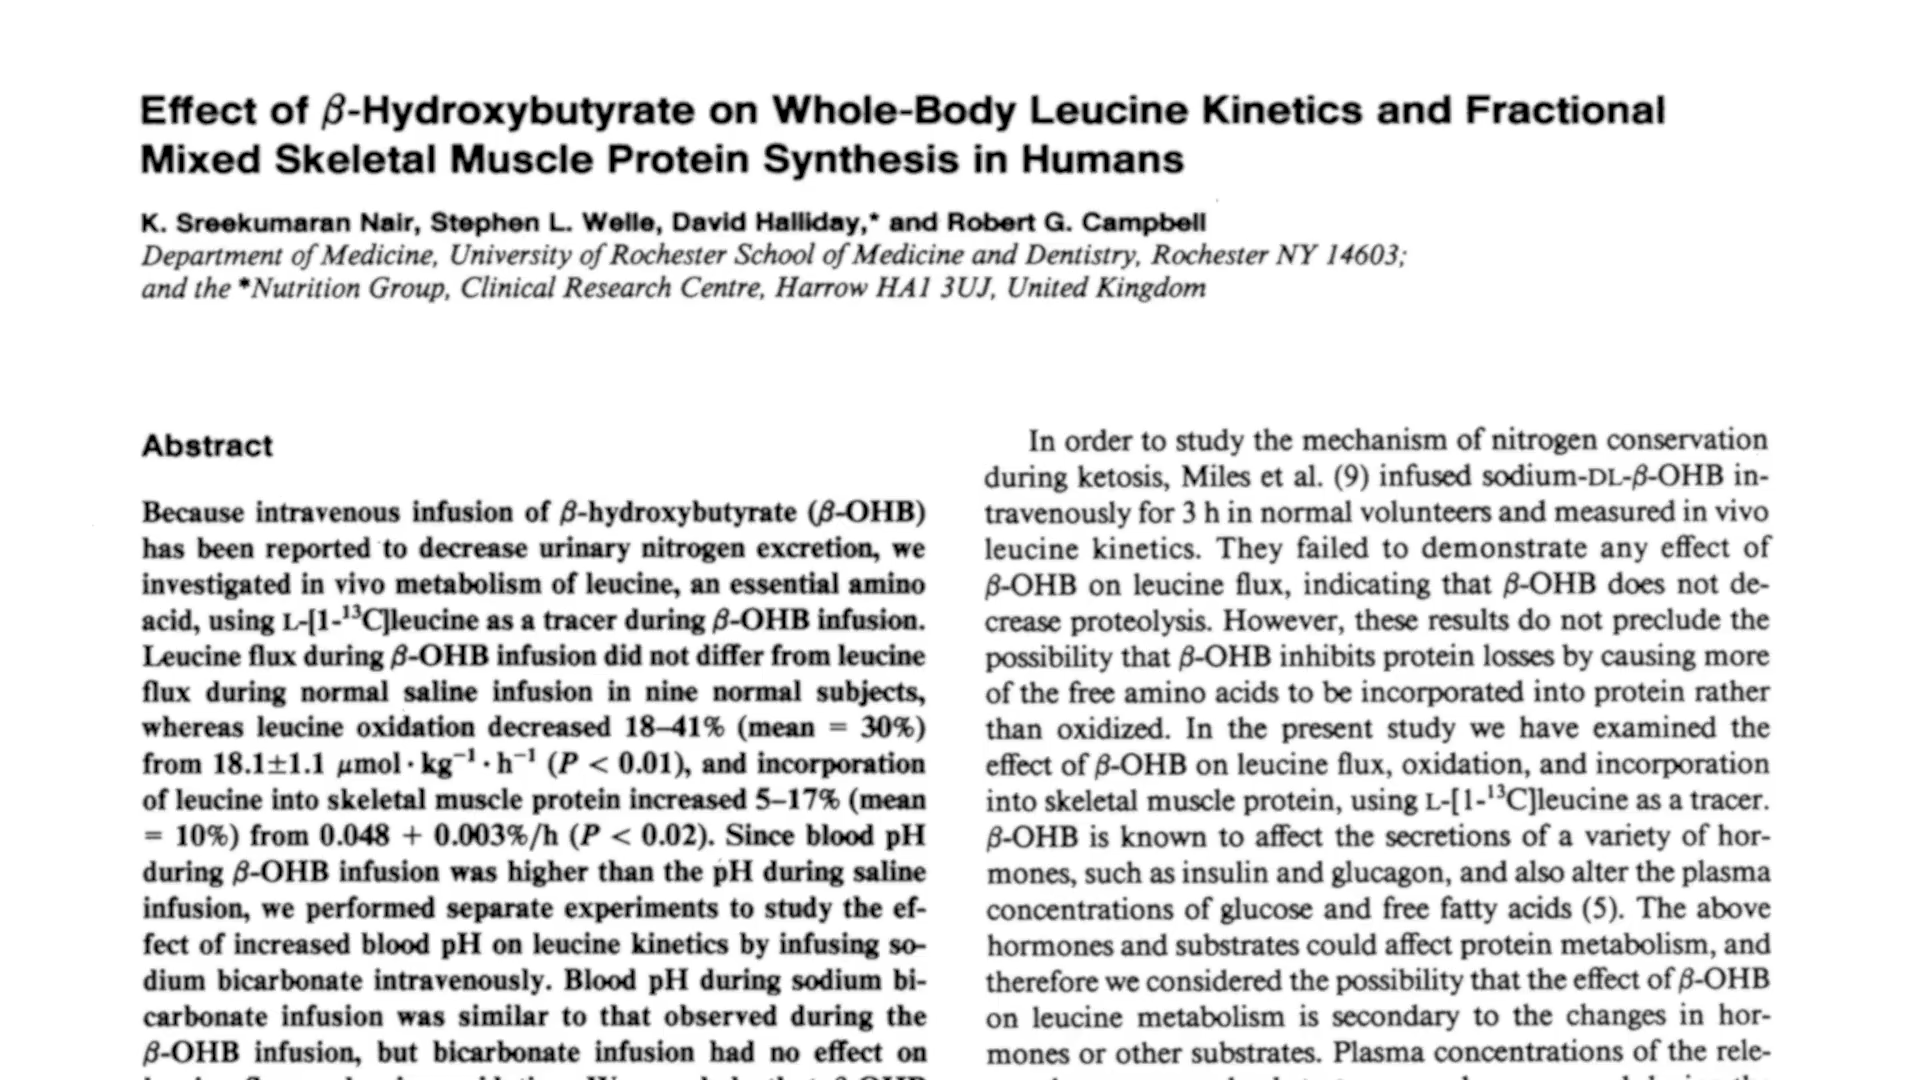 Effect of β-Hydroxybutyrate on Whole-Body Leucine Kinetics and Fractional
Mixed Skeletal Muscle Protein Synthesis in Humans
K. Sreekumaran Nair, Stephen L. Welle, David Halliday,* and Robert G. Campbell
Department of Medicine, University of Rochester School of Medicine and Dentistry, Rochester NY 14603;
and the *Nutrition Group, Clinical Research Centre, Harrow HA1 3UJ, United Kingdom
Abstract
Because intravenous infusion of β-hydroxybutyrate (β-OHB)
has been reported to decrease urinary nitrogen excretion, we
investigated in vivo metabolism of leucine, an essential amino
acid, using L-[1-¹³C]leucine as a tracer during β-OHB infusion.
Leucine flux during β-OHB infusion did not differ from leucine
flux during normal saline infusion in nine normal subjects,
whereas leucine oxidation decreased 18–41% (mean = 30%)
from 18.1±1.1 μmol · kg⁻¹ · h⁻¹ (P < 0.01), and incorporation
of leucine into skeletal muscle protein increased 5–17% (mean
= 10%) from 0.048 + 0.003%/h (P < 0.02). Since blood pH
during β-OHB infusion was higher than the pH during saline
infusion, we performed separate experiments to study the ef-
fect of increased blood pH on leucine kinetics by infusing so-
dium bicarbonate intravenously. Blood pH during sodium bi-
carbonate infusion was similar to that observed during the
β-OHB infusion, but bicarbonate infusion had no effect on
In order to study the mechanism of nitrogen conservation
during ketosis, Miles et al. (9) infused sodium-DL-β-OHB in-
travenously for 3 h in normal volunteers and measured in vivo
leucine kinetics. They failed to demonstrate any effect of
β-OHB on leucine flux, indicating that β-OHB does not de-
crease proteolysis. However, these results do not preclude the
possibility that β-OHB inhibits protein losses by causing more
of the free amino acids to be incorporated into protein rather
than oxidized. In the present study we have examined the
effect of β-OHB on leucine flux, oxidation, and incorporation
into skeletal muscle protein, using L-[1-¹³C]leucine as a tracer.
β-OHB is known to affect the secretions of a variety of hor-
mones, such as insulin and glucagon, and also alter the plasma
concentrations of glucose and free fatty acids (5). The above
hormones and substrates could affect protein metabolism, and
therefore we considered the possibility that the effect of β-OHB
on leucine metabolism is secondary to the changes in hor-
mones or other substrates. Plasma concentrations of the rele-